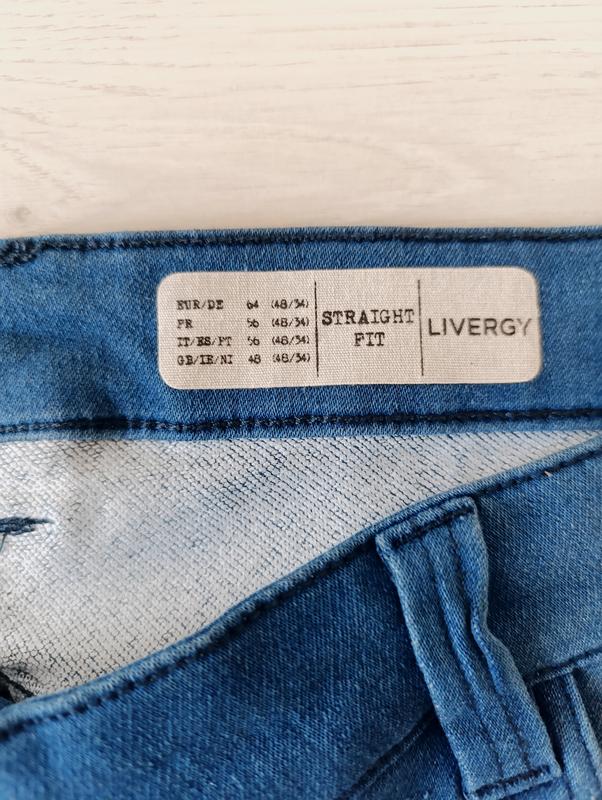 EUR/DE 64 (48/34)
FR 56 (48/34)
IT/ES/PT 56 (48/34)
GB/IE/NI 48 (48/34)
STRAIGHT
FIT
LIVERGY